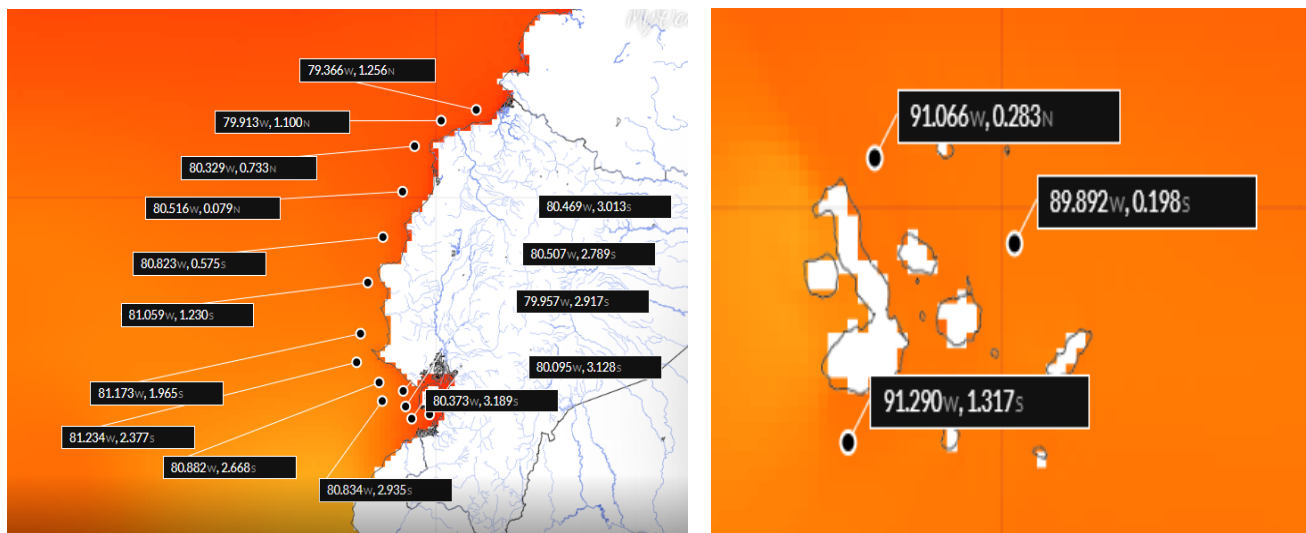 79.366W, 1.256N
79.913W, 1.100N
80.329W, 0.733N
80.516W, 0.079N
80.823W, 0.575S
81.059W, 1.230S
81.173W, 1.965S
81.234W, 2.377S
80.882W, 2.668S
80.834W, 2.935S
80.469W, 3.013S
80.507W, 2.789S
79.957W, 2.917S
80.095W, 3.128S
80.373W, 3.189S
91.066W, 0.283N
89.892W, 0.198S
91.290W, 1.317S